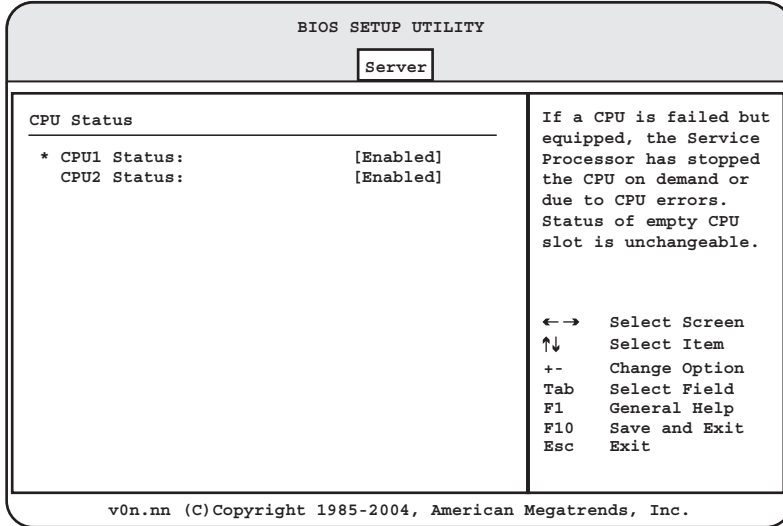 BIOS SETUP UTILITY
Server
CPU Status
* CPU1 Status: [Enabled]
CPU2 Status: [Enabled]
If a CPU is failed but
equipped, the Service
Processor has stopped
the CPU on demand or
due to CPU errors.
Status of empty CPU
slot is unchangeable.
←→ Select Screen
↑↓ Select Item
+- Change Option
Tab Select Field
F1 General Help
F10 Save and Exit
Esc Exit
v0n.nn (C)Copyright 1985-2004, American Megatrends, Inc.